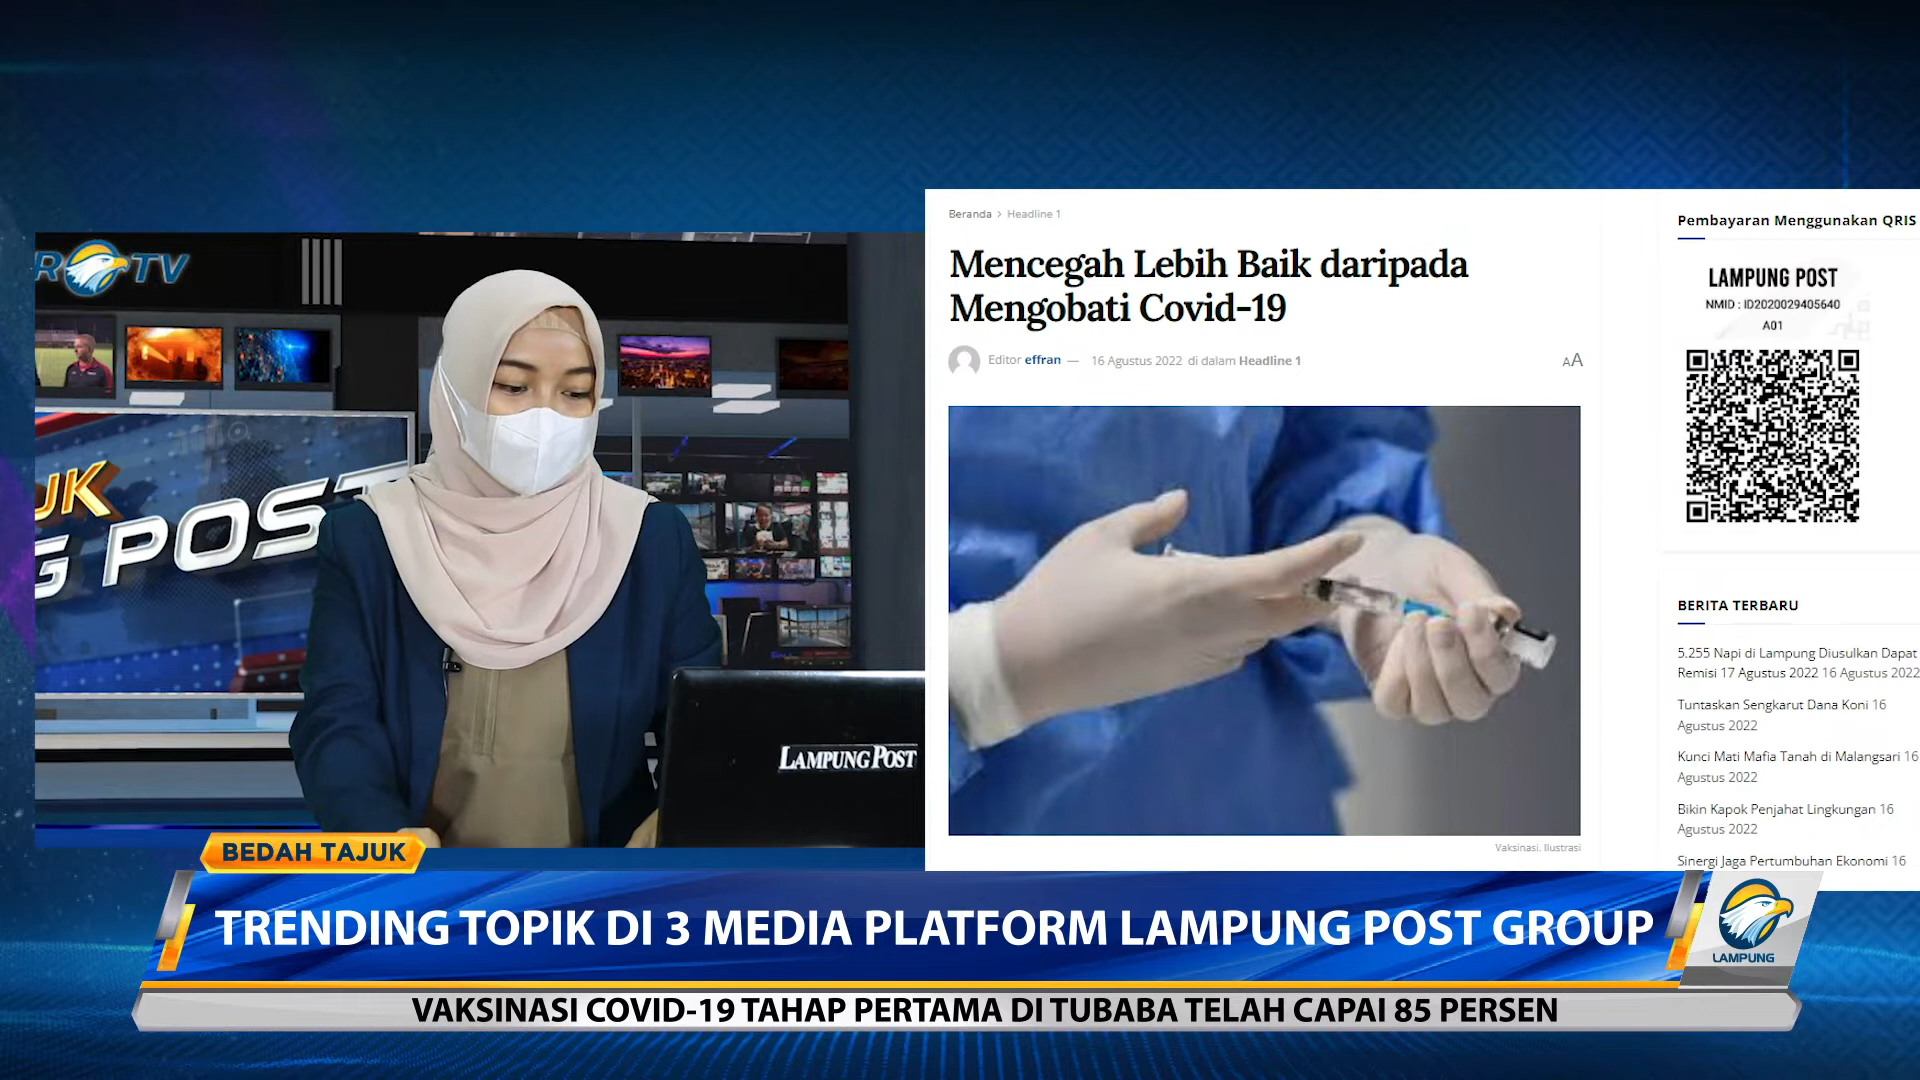 R TV
UK
G POST
LAMPUNG POST
Beranda > Headline 1
Mencegah Lebih Baik daripada
Mengobati Covid-19
Editor effran — 16 Agustus 2022 di dalam Headline 1
AA
Vaksinasi. Ilustrasi
Pembayaran Menggunakan QRIS
LAMPUNG POST
NMID : ID2020029405640
A01
BERITA TERBARU
5.255 Napi di Lampung Diusulkan Dapat
Remisi 17 Agustus 2022 16 Agustus 2022
Tuntaskan Sengkarut Dana Koni 16
Agustus 2022
Kunci Mati Mafia Tanah di Malangsari 16
Agustus 2022
Bikin Kapok Penjahat Lingkungan 16
Agustus 2022
Sinergi Jaga Pertumbuhan Ekonomi 16
BEDAH TAJUK
TRENDING TOPIK DI 3 MEDIA PLATFORM LAMPUNG POST GROUP
LAMPUNG
VAKSINASI COVID-19 TAHAP PERTAMA DI TUBABA TELAH CAPAI 85 PERSEN